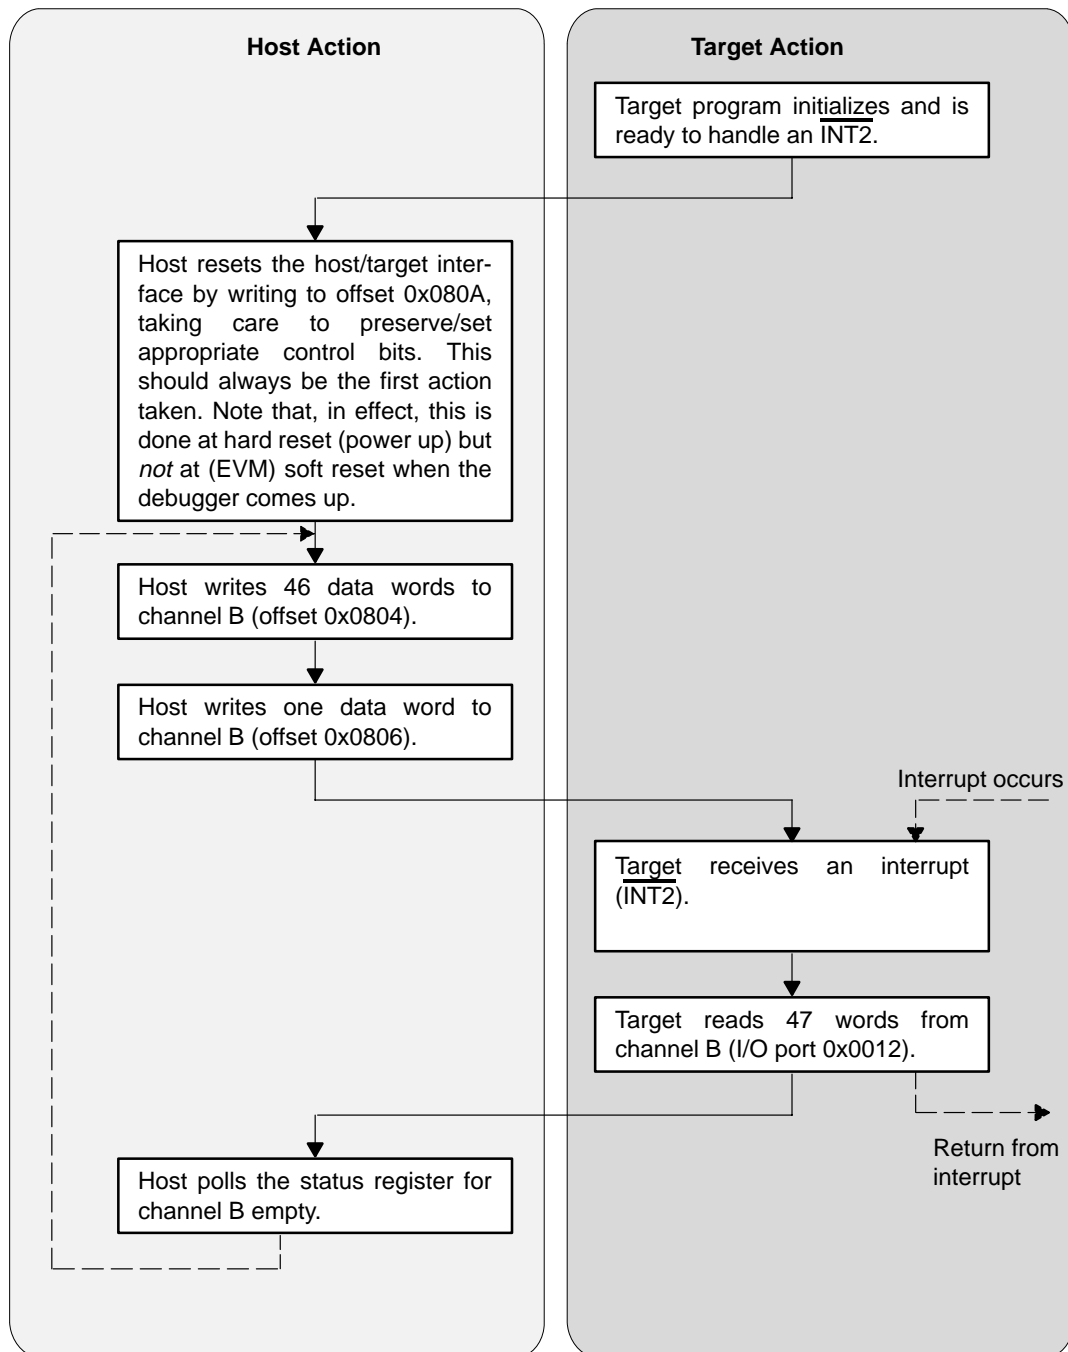 Host Action
Target Action
Target program initializes and is
ready to handle an INT2.
Host resets the host/target inter-
face by writing to offset 0x080A,
taking care to preserve/set
appropriate control bits. This
should always be the first action
taken. Note that, in effect, this is
done at hard reset (power up) but
not at (EVM) soft reset when the
debugger comes up.
Host writes 46 data words to
channel B (offset 0x0804).
Host writes one data word to
channel B (offset 0x0806).
Interrupt occurs
Target receives an interrupt
(INT2).
Target reads 47 words from
channel B (I/O port 0x0012).
Return from
interrupt
Host polls the status register for
channel B empty.